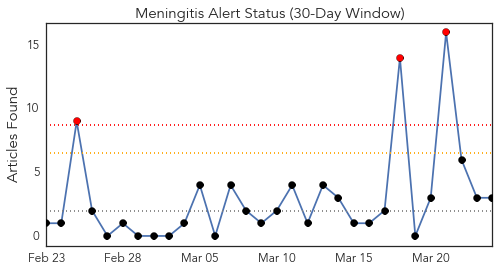 Meningitis Alert Status (30-Day Window)
Articles Found
15
10
5
0
Feb 23 Feb 28 Mar 05 Mar 10 Mar 15 Mar 20